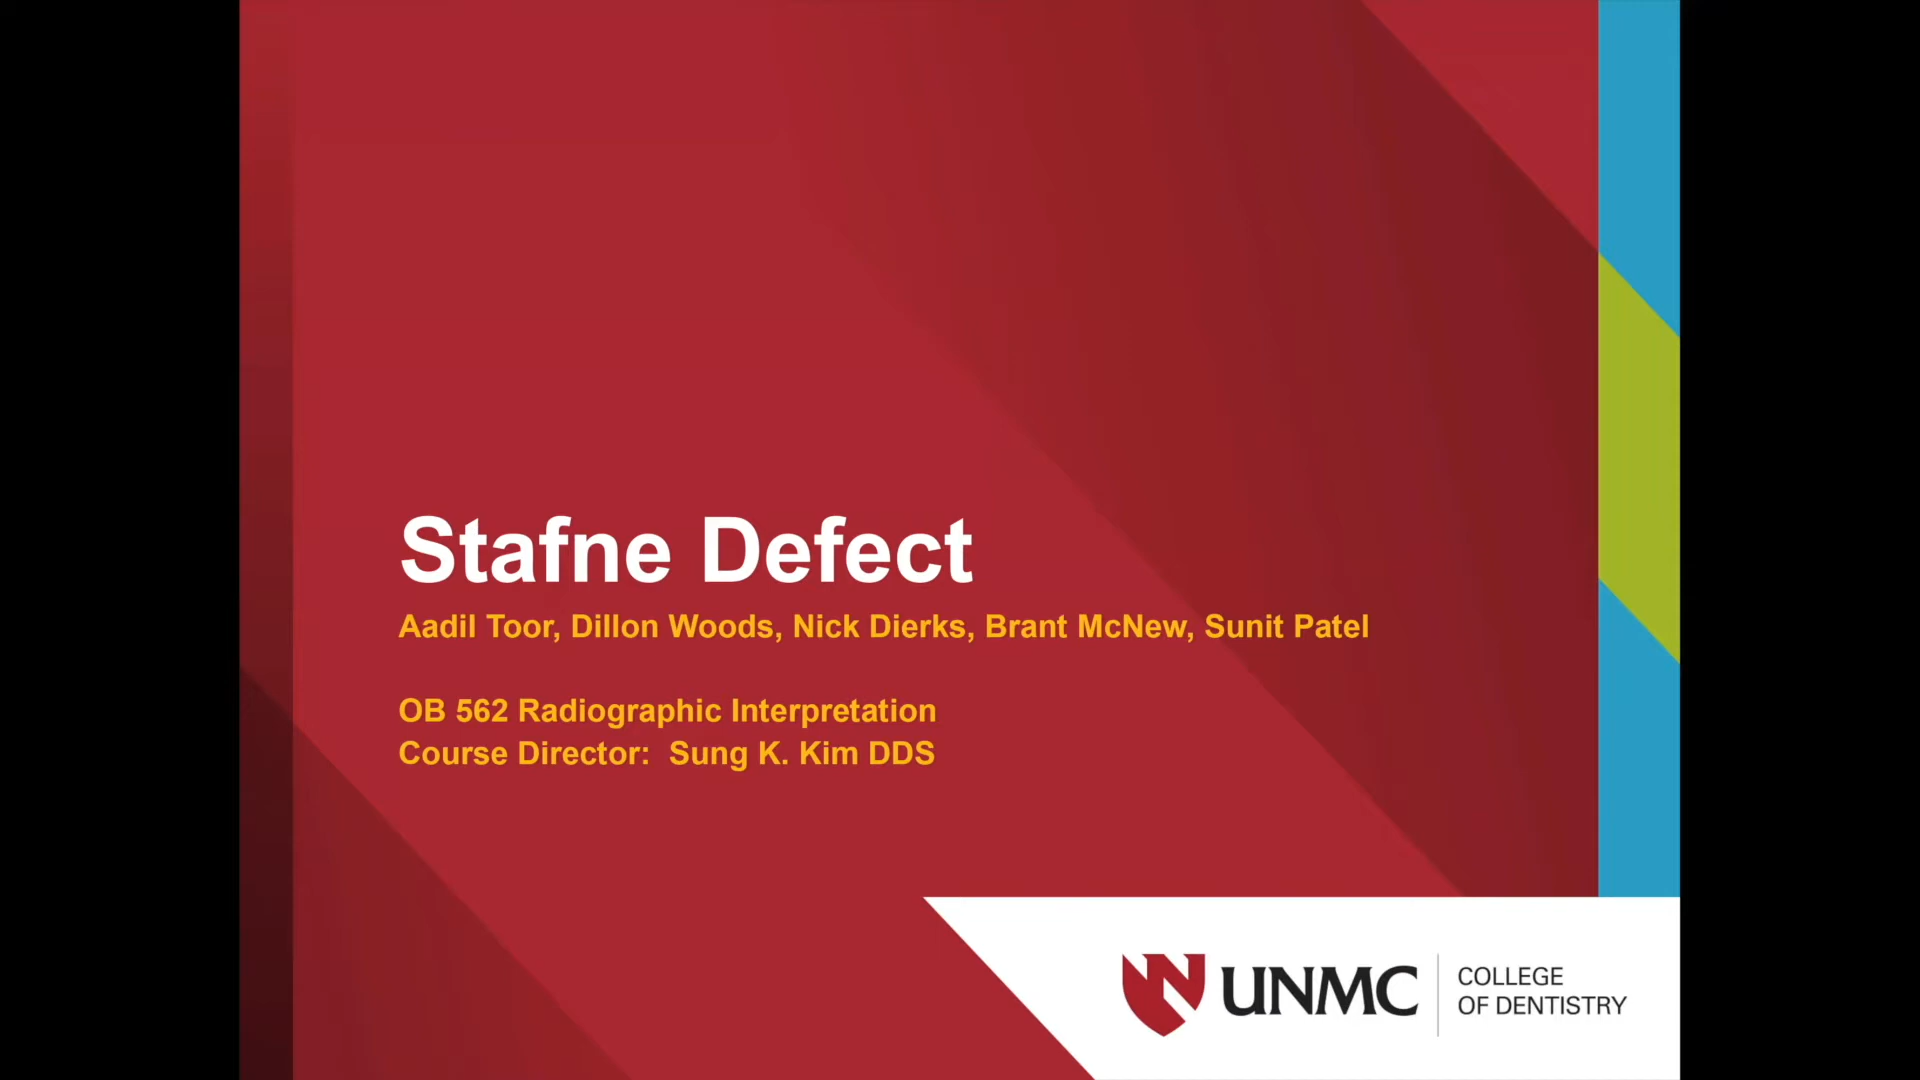 Stafne Defect
Aadil Toor, Dillon Woods, Nick Dierks, Brant McNew, Sunit Patel
OB 562 Radiographic Interpretation
Course Director:  Sung K. Kim DDS
UNMC
COLLEGE
OF DENTISTRY